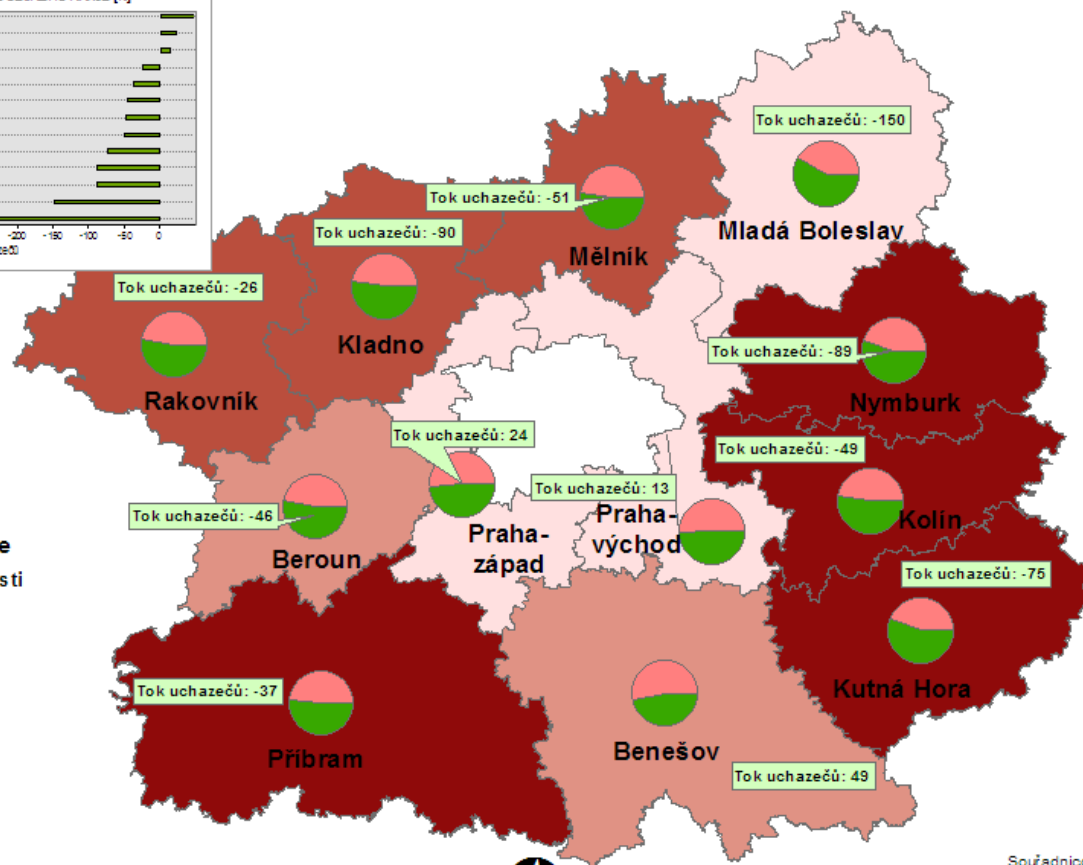 -200
-150
-100
-50
0
Tok uchazečů: -150
Mladá Boleslav
Tok uchazečů: -51
Mělník
Tok uchazečů: -90
Kladno
Tok uchazečů: -26
Rakovník
Tok uchazečů: -89
Nymburk
Tok uchazečů: 24
Praha-
západ
Tok uchazečů: -49
Kolín
Tok uchazečů: 13
Praha-
východ
Tok uchazečů: -46
Beroun
e
sti
Tok uchazečů: -75
Kutná Hora
Tok uchazečů: -37
Příbram
Benešov
Tok uchazečů: 49
Souřadnico